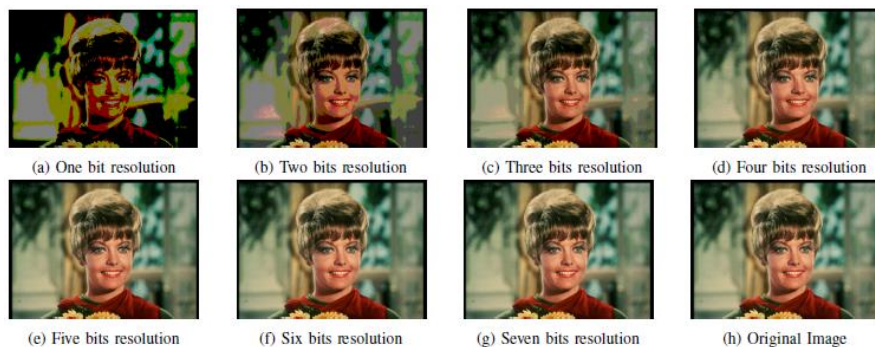 (a) One bit resolution
(b) Two bits resolution
(c) Three bits resolution
(d) Four bits resolution
(e) Five bits resolution
(f) Six bits resolution
(g) Seven bits resolution
(h) Original Image